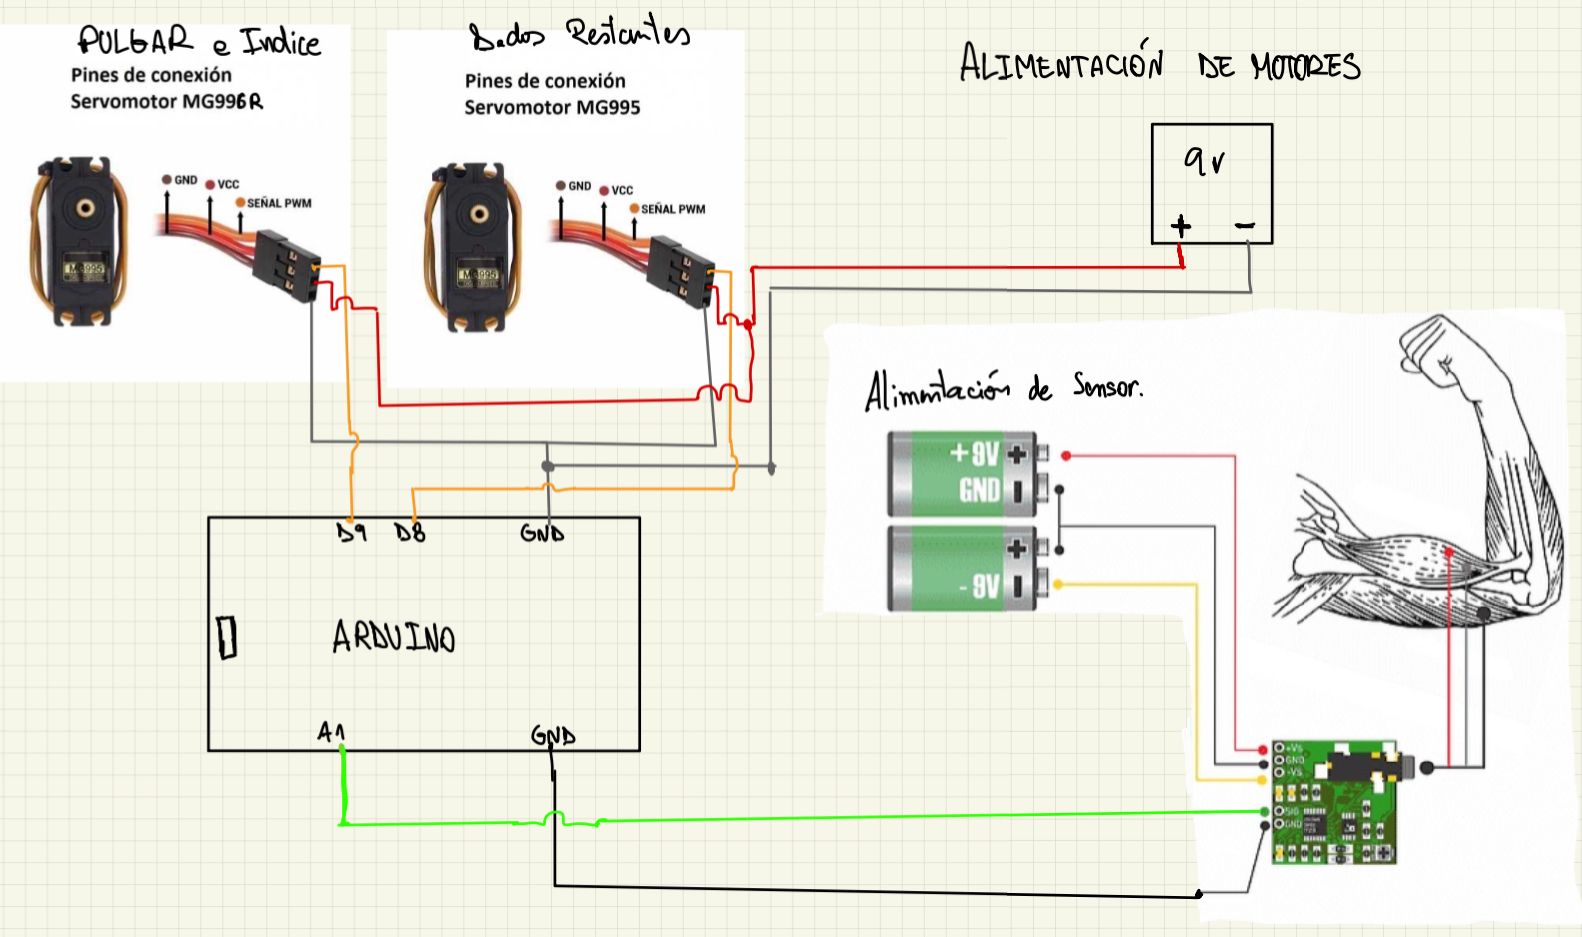 PULGAR e Indice
Pines de conexión
Servomotor MG996R
GND
VCC
SEÑAL PWM
MG995
Dedos Restantes
Pines de conexión
Servomotor MG995
GND
VCC
SEÑAL PWM
MG995
ALIMENTACIÓN DE MOTORES
9v
+ -
Alimentación de Sensor.
+9V +
GND -
+
-9V -
D9 D8 GND
ARDUINO
A1 GND
+Vs
GND
-VS
SIG
GND